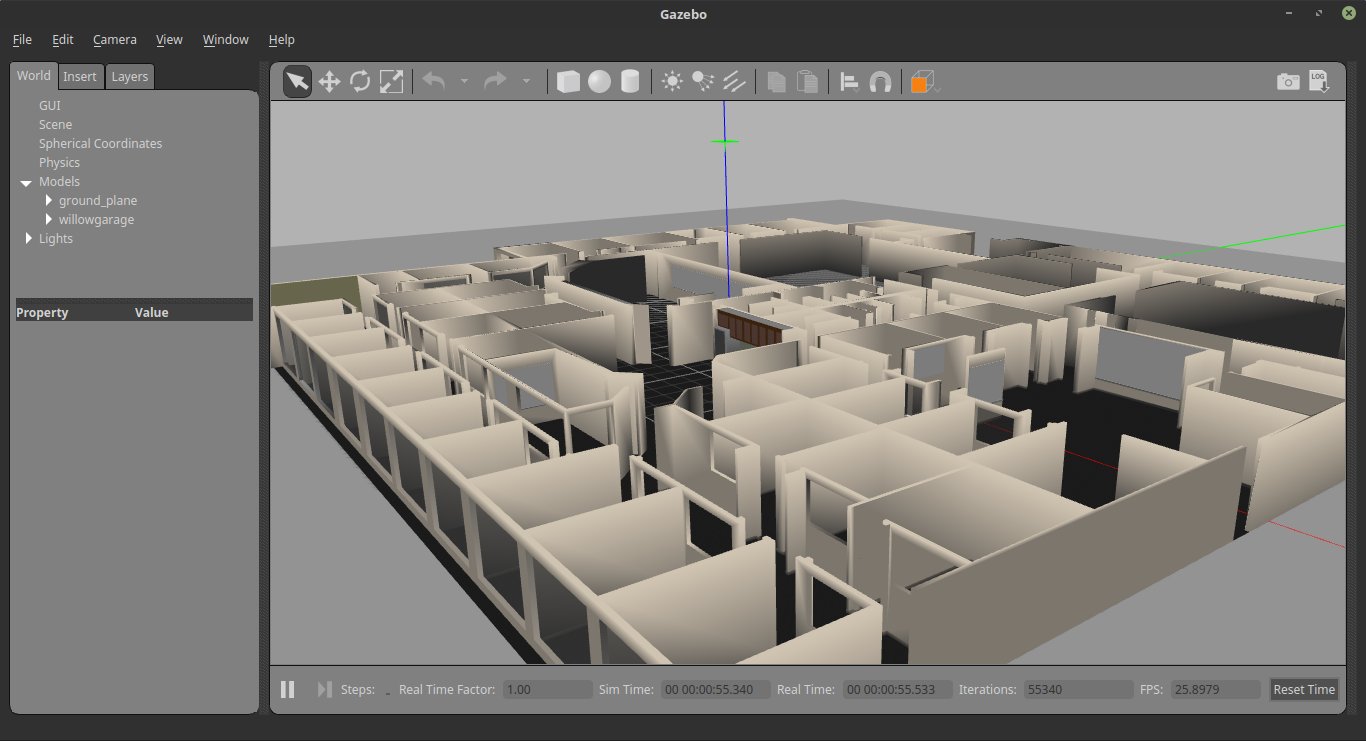 Gazebo
File Edit Camera View Window Help
World Insert Layers
LOG
GUI
Scene
Spherical Coordinates
Physics
Models
ground_plane
willowgarage
Lights
Property Value
Steps: _ Real Time Factor: 1.00 Sim Time: 00 00:00:55.340 Real Time: 00 00:00:55.533 Iterations: 55340 FPS: 25.8979 Reset Time